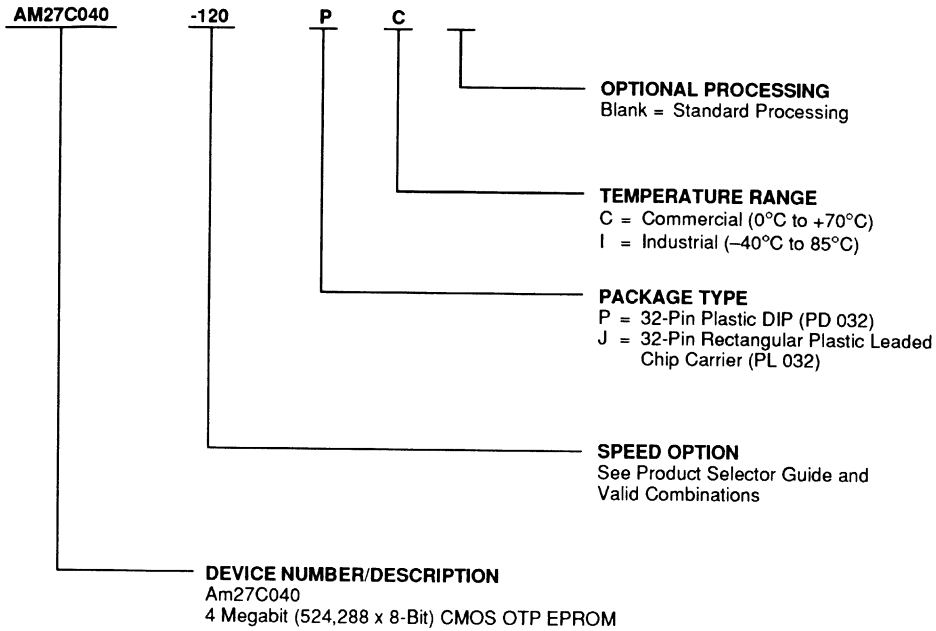 AM27C040 -120 P C
OPTIONAL PROCESSING
Blank = Standard Processing
TEMPERATURE RANGE
C = Commercial (0°C to +70°C)
I = Industrial (–40°C to 85°C)
PACKAGE TYPE
P = 32-Pin Plastic DIP (PD 032)
J = 32-Pin Rectangular Plastic Leaded
Chip Carrier (PL 032)
SPEED OPTION
See Product Selector Guide and
Valid Combinations
DEVICE NUMBER/DESCRIPTION
Am27C040
4 Megabit (524,288 x 8-Bit) CMOS OTP EPROM